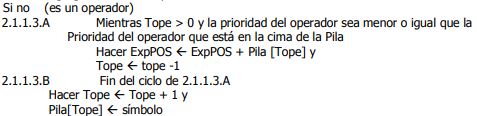 Si no (es un operador)
2.1.1.3.A Mientras Tope > 0 y la prioridad del operador sea menor o igual que la
Prioridad del operador que está en la cima de la Pila
Hacer ExpPOS ← ExpPOS + Pila [Tope] y
Tope ← tope -1
2.1.1.3.B Fin del ciclo de 2.1.1.3.A
Hacer Tope ← Tope + 1 y
Pila[Tope] ← símbolo